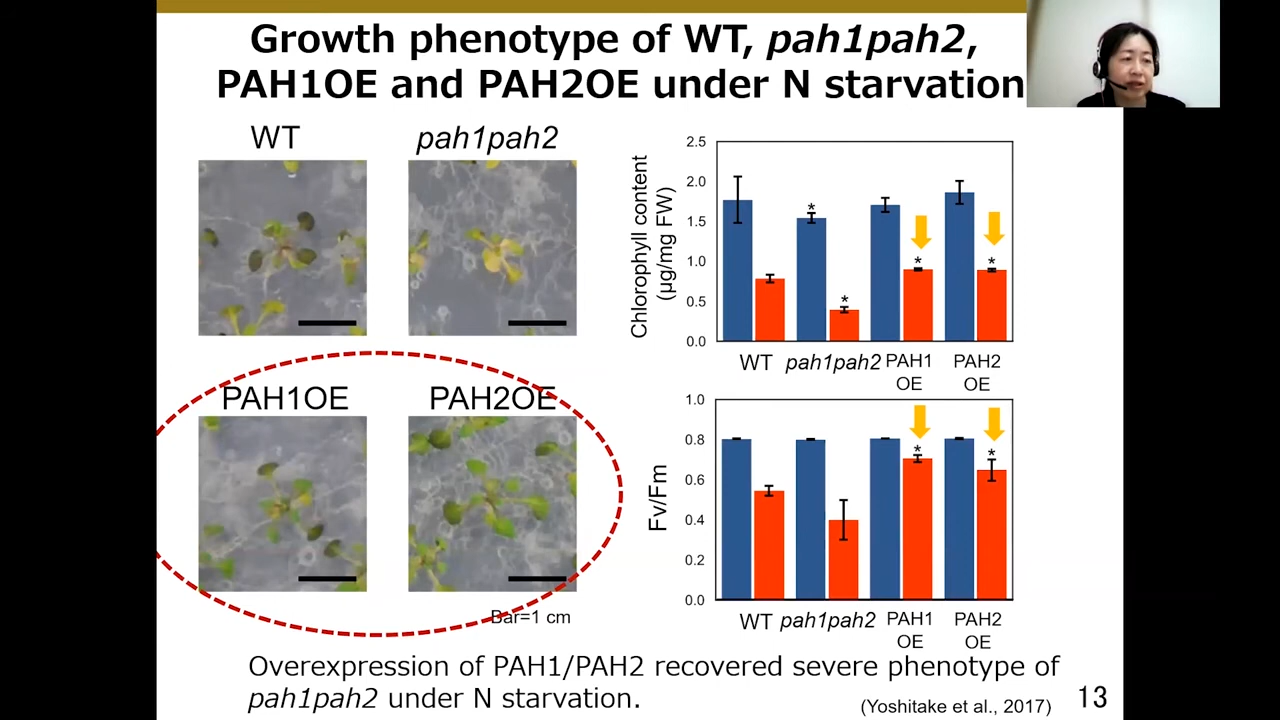 Growth phenotype of WT, pah1pah2,
PAH1OE and PAH2OE under N starvation
WT
pah1pah2
PAH1OE
PAH2OE
Bar=1 cm
Chlorophyll content
(µg/mg FW)
2.5
2.0
1.5
1.0
0.5
0.0
*
*
*
*
WT
pah1pah2
PAH1
OE
PAH2
OE
Fv/Fm
1.0
0.8
0.6
0.4
0.2
0.0
*
*
WT
pah1pah2
PAH1
OE
PAH2
OE
Overexpression of PAH1/PAH2 recovered severe phenotype of
pah1pah2 under N starvation.
(Yoshitake et al., 2017)
13